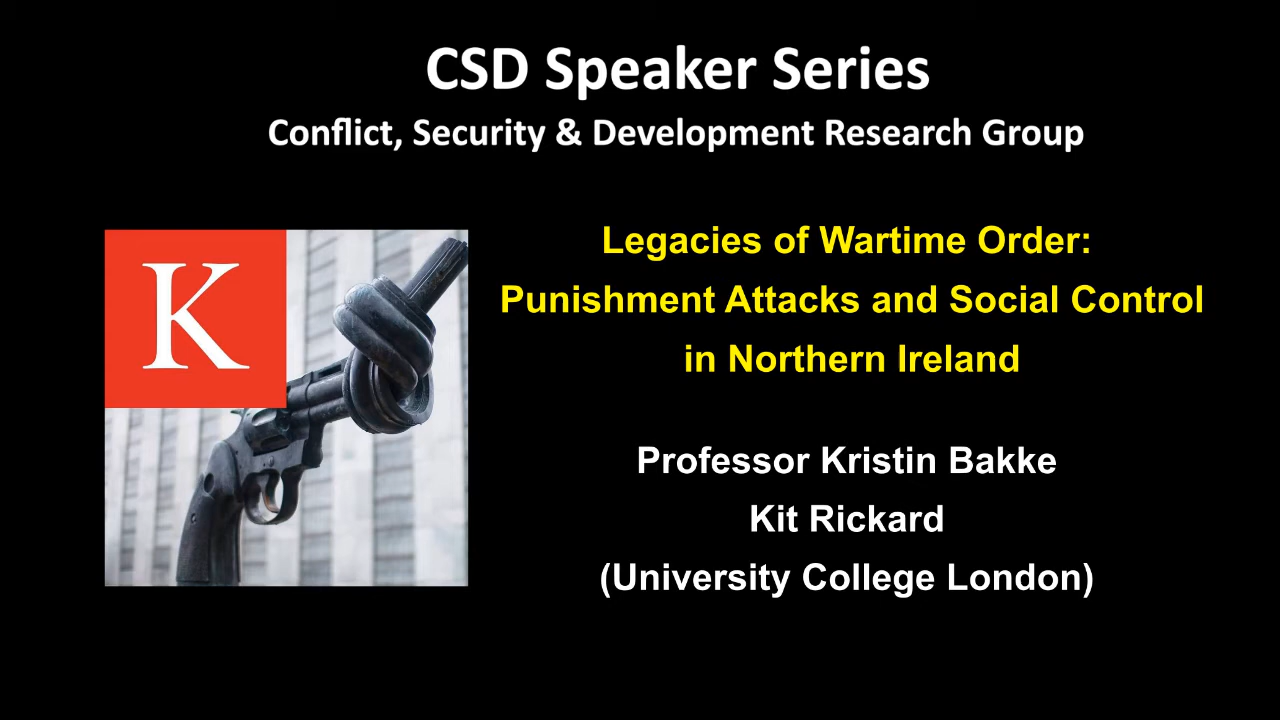 CSD Speaker Series
Conflict, Security & Development Research Group
K
Legacies of Wartime Order:
Punishment Attacks and Social Control
in Northern Ireland
Professor Kristin Bakke
Kit Rickard
(University College London)